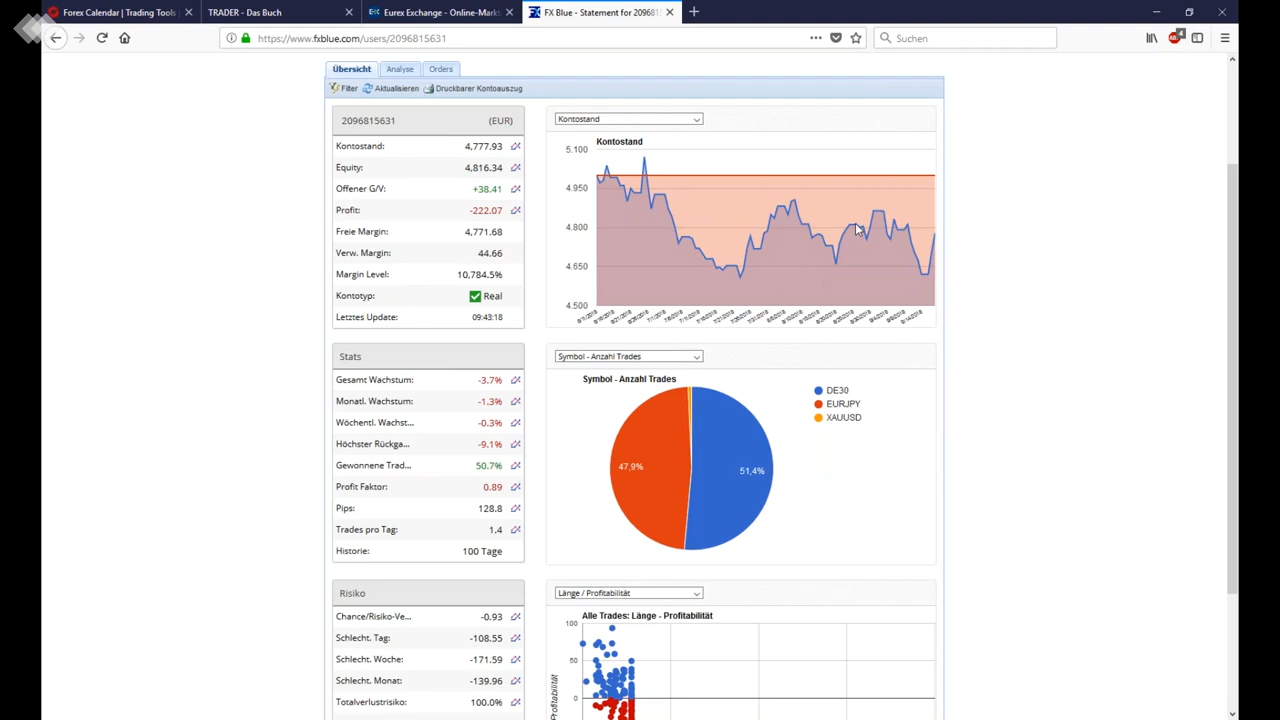 Forex Calendar | Trading Tools
TRADER - Das Buch
Eurex Exchange - Online-Markt
FX Blue - Statement for 2096815
https://www.fxblue.com/users/2096815631
Suchen
4
Übersicht
Analyse
Orders
Filter
Aktualisieren
Druckbarer Kontoauszug
2096815631 (EUR)
Kontostand: 4,777.93
Equity: 4,816.34
Offener G/V: +38.41
Profit: -222.07
Freie Margin: 4,771.68
Verw. Margin: 44.66
Margin Level: 10,784.5%
Kontotyp: Real
Letztes Update: 09:43:18
Kontostand
Kontostand
5.100
4.950
4.800
4.650
4.500
Stats
Gesamt Wachstum: -3.7%
Monatl. Wachstum: -1.3%
Wöchentl. Wachst... -0.3%
Höchster Rückga... -9.1%
Gewonnene Trad... 50.7%
Profit Faktor: 0.89
Pips: 128.8
Trades pro Tag: 1.4
Historie: 100 Tage
Symbol - Anzahl Trades
Symbol - Anzahl Trades
DE30
EURJPY
XAUUSD
47,9%
51,4%
Risiko
Chance/Risiko-Ve... -0.93
Schlecht. Tag: -108.55
Schlecht. Woche: -171.59
Schlecht. Monat: -139.96
Totalverlustrisiko: 100.0%
Länge / Profitabilität
Alle Trades: Länge - Profitabilität
100
50
0
Profitabilität